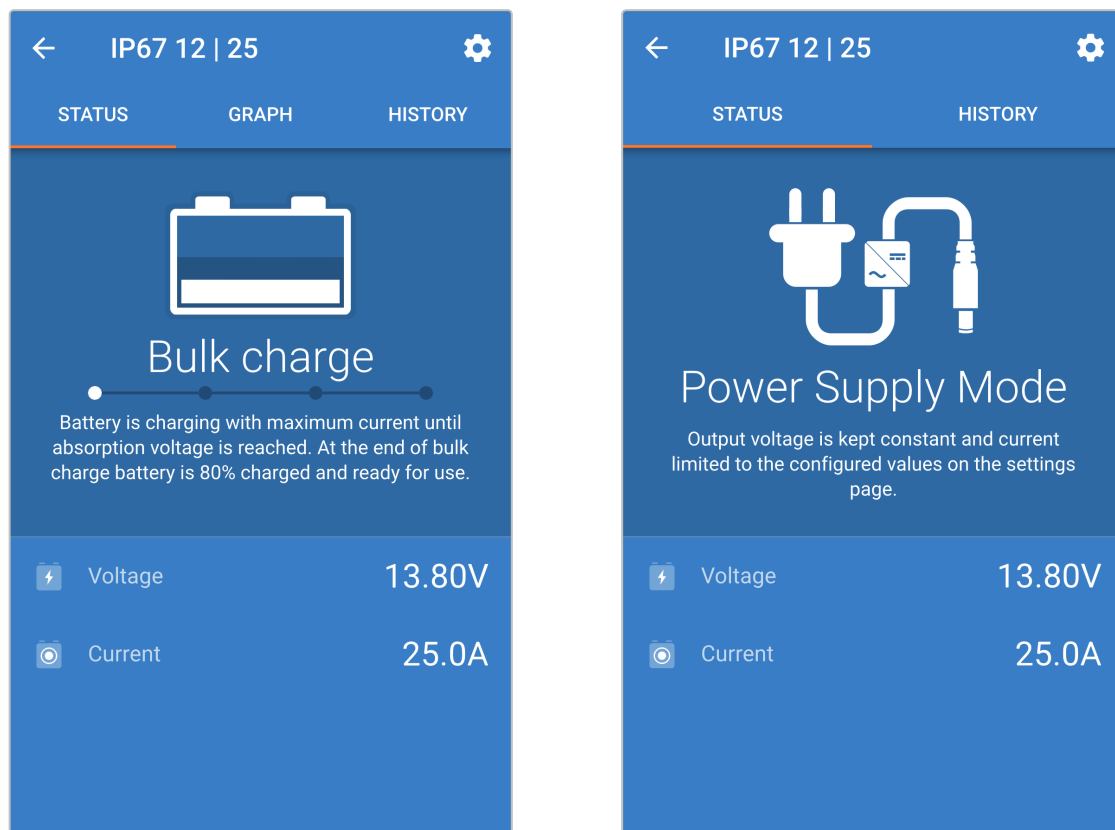 IP67 12 | 25
STATUS GRAPH HISTORY
Bulk charge
Battery is charging with maximum current until
absorption voltage is reached. At the end of bulk
charge battery is 80% charged and ready for use.
Voltage 13.80V
Current 25.0A
IP67 12 | 25
STATUS HISTORY
Power Supply Mode
Output voltage is kept constant and current
limited to the configured values on the settings
page.
Voltage 13.80V
Current 25.0A